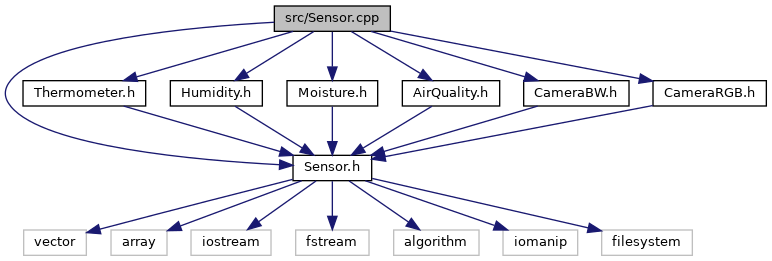 src/Sensor.cpp
Thermometer.h
Humidity.h
Moisture.h
AirQuality.h
CameraBW.h
CameraRGB.h
Sensor.h
vector
array
iostream
fstream
algorithm
iomanip
filesystem